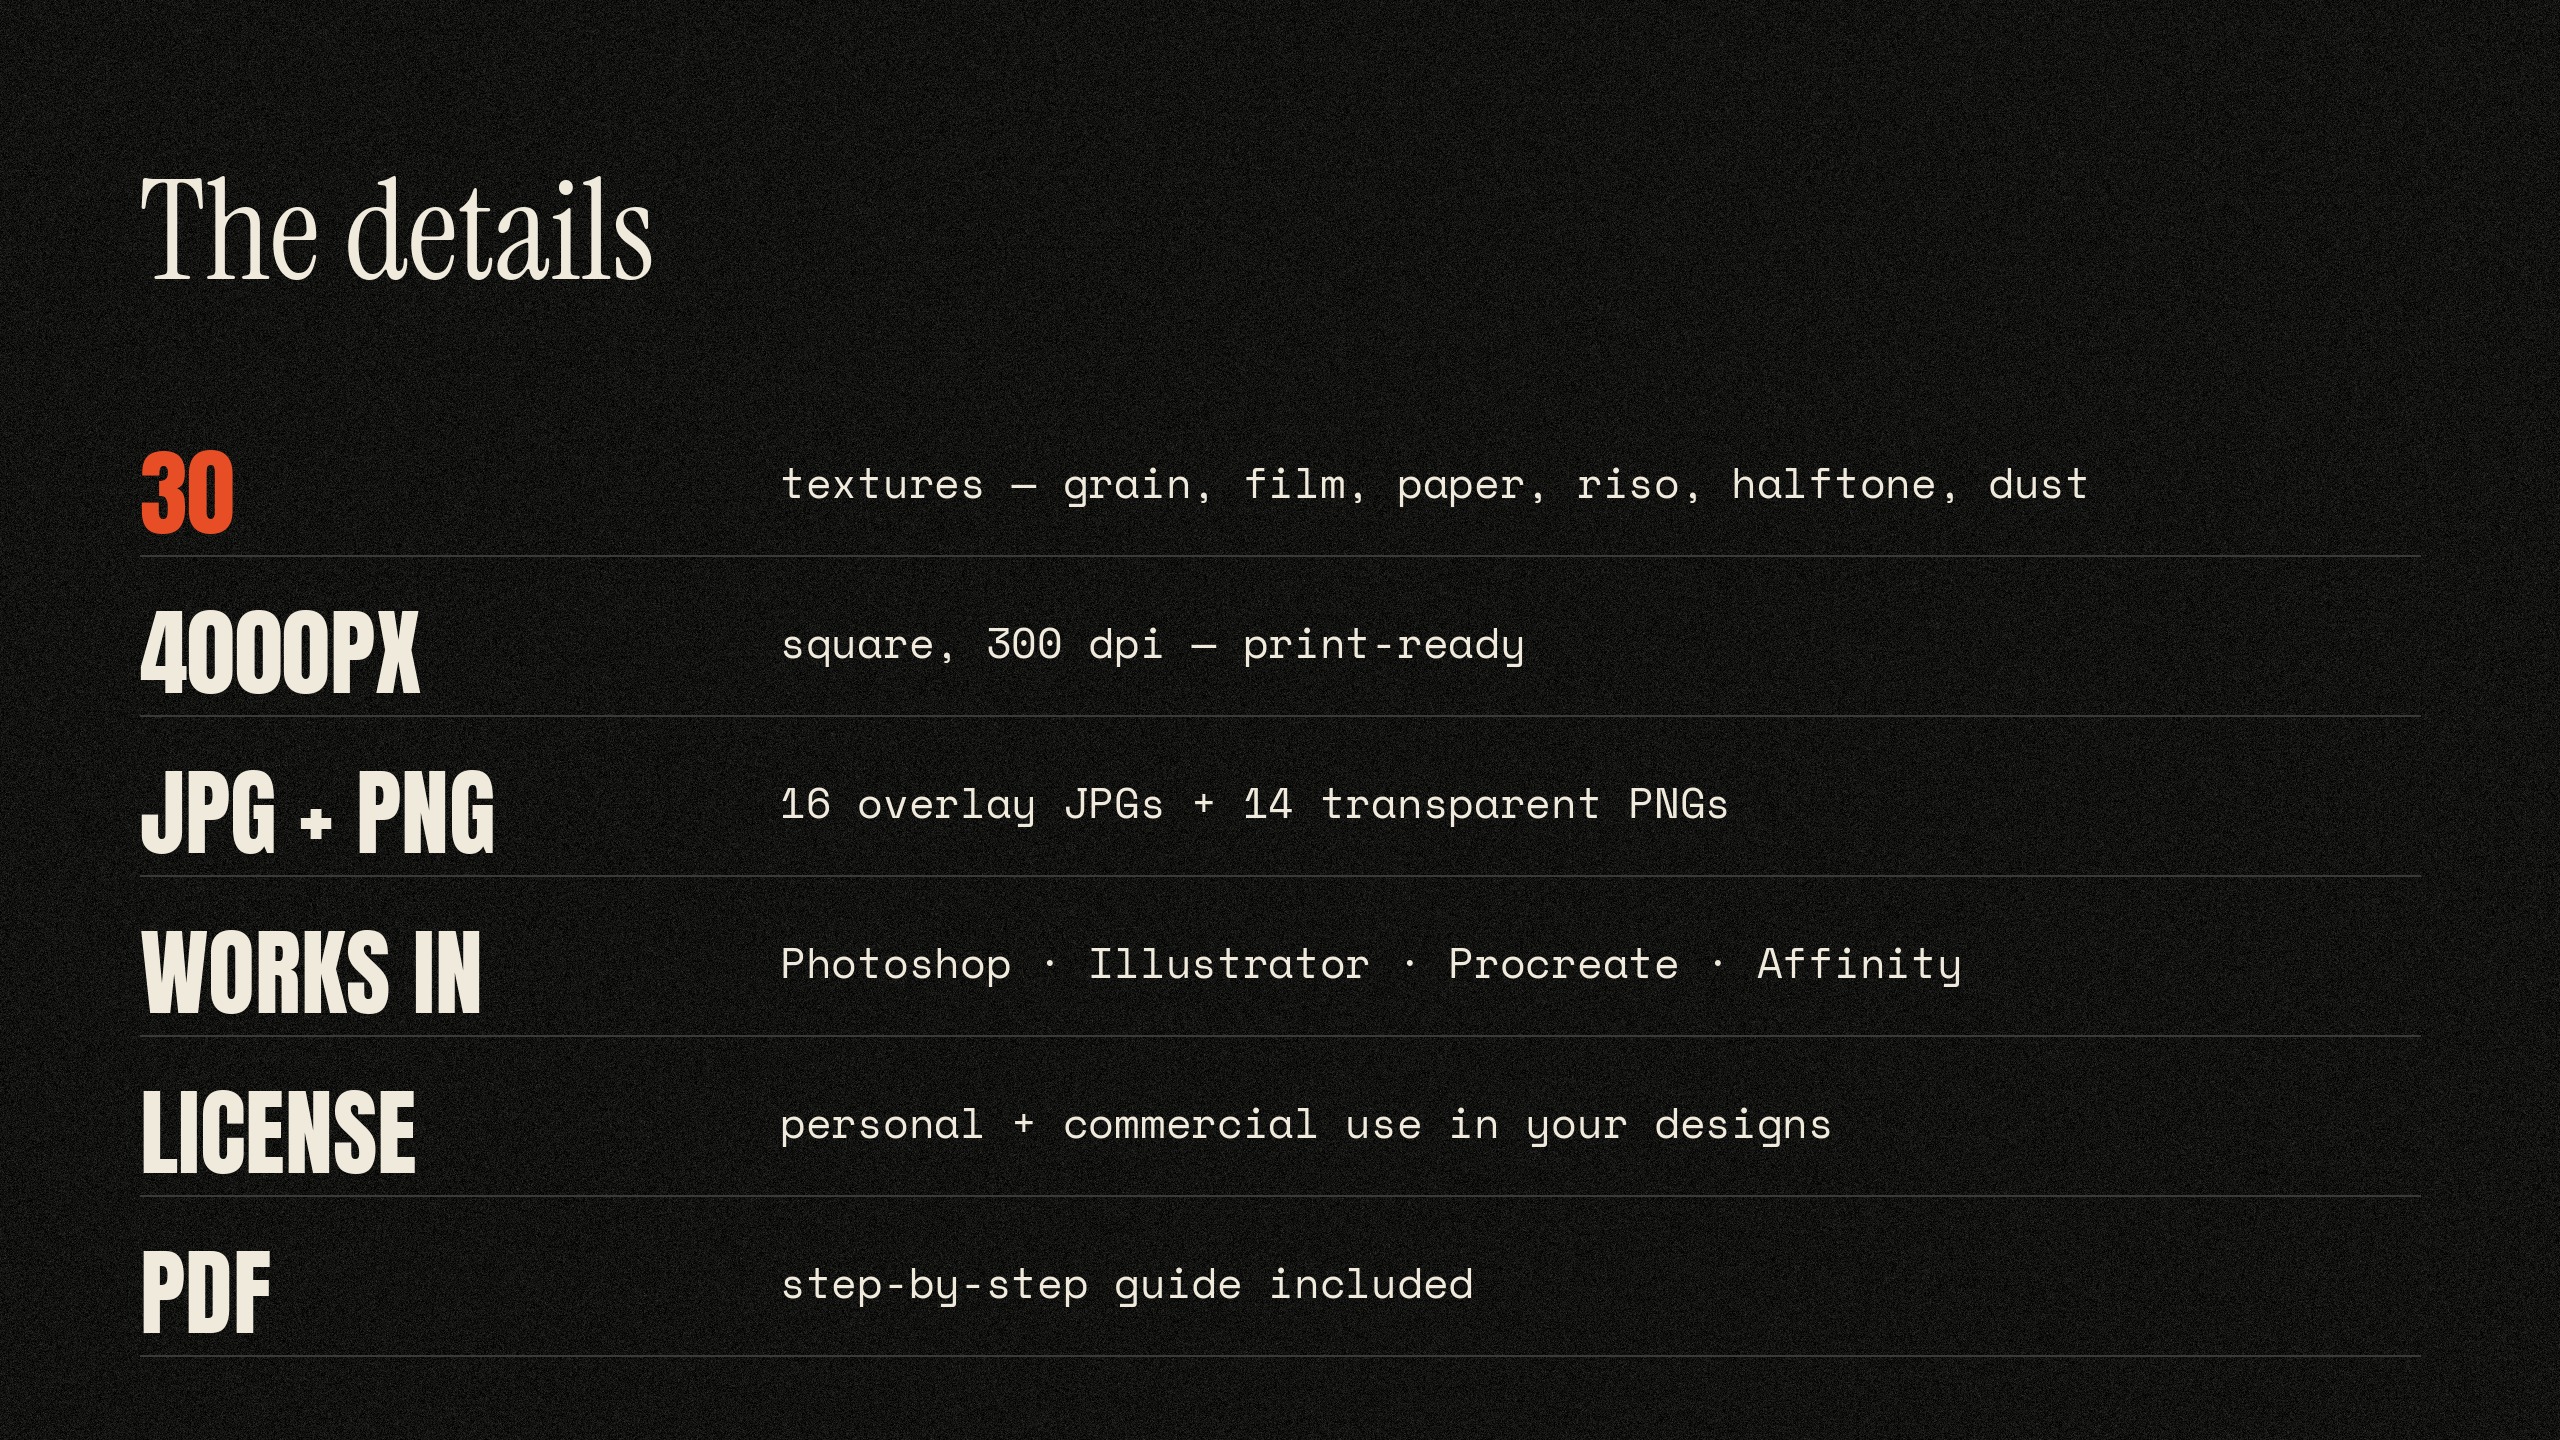 The details
30
textures — grain, film, paper, riso, halftone, dust
4000PX
square, 300 dpi — print-ready
JPG + PNG
16 overlay JPGs + 14 transparent PNGs
WORKS IN
Photoshop · Illustrator · Procreate · Affinity
LICENSE
personal + commercial use in your designs
PDF
step-by-step guide included